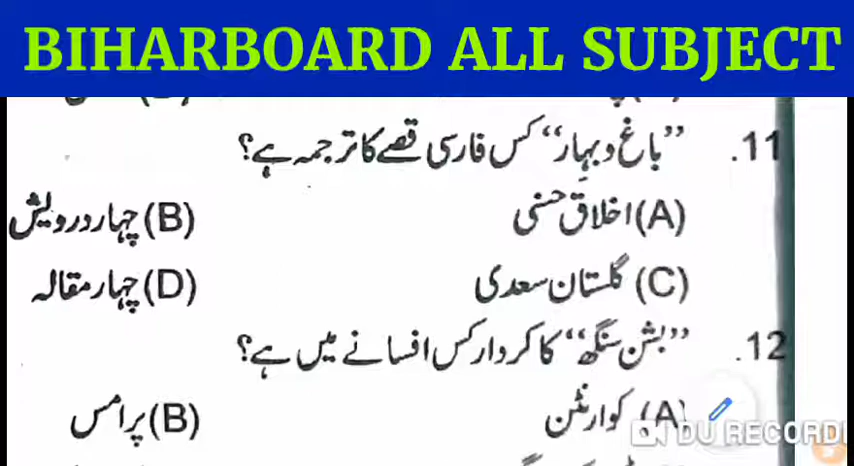 BIHARBOARD ALL SUBJECT
11. ”باغ و بہار“ کس فارسی قصے کا ترجمہ ہے؟
(A) اخلاق حسنی (B) چہار درویش
(C) گلستان سعدی (D) چہار مقالہ
12. ”بشن سنگھ“ کا کردار کس افسانے میں ہے؟
(A) کوارنٹن (B) پرامس
DU RECORD